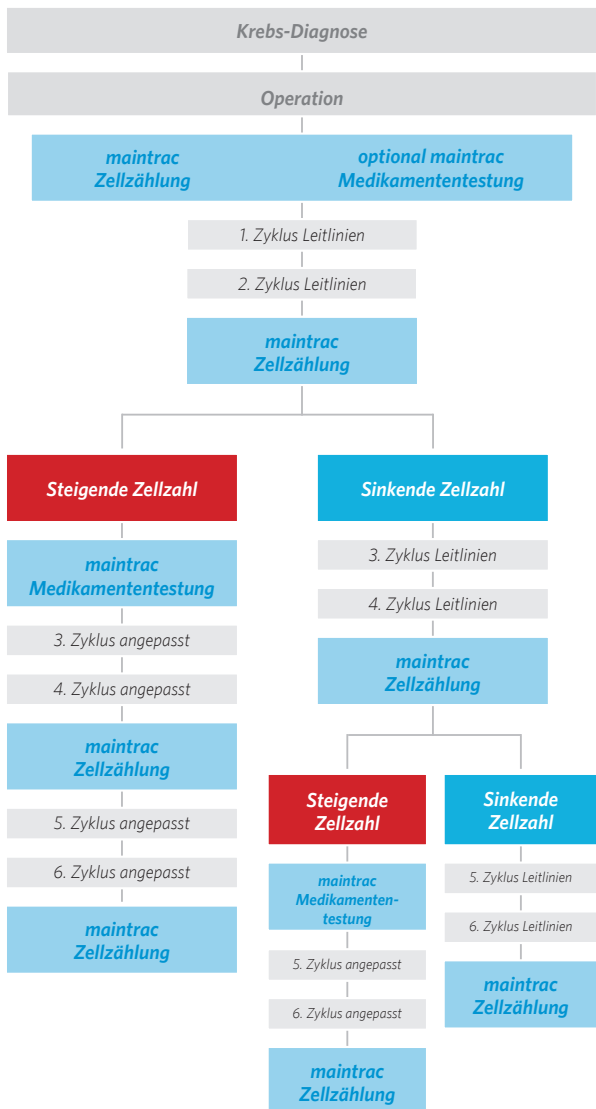 Krebs-Diagnose
Operation
maintrac
Zellzählung
optional maintrac
Medikamententestung
1. Zyklus Leitlinien
2. Zyklus Leitlinien
maintrac
Zellzählung
Steigende Zellzahl
maintrac
Medikamententestung
3. Zyklus angepasst
4. Zyklus angepasst
maintrac
Zellzählung
5. Zyklus angepasst
6. Zyklus angepasst
maintrac
Zellzählung
Sinkende Zellzahl
3. Zyklus Leitlinien
4. Zyklus Leitlinien
maintrac
Zellzählung
Steigende
Zellzahl
maintrac
Medikamenten-
testung
5. Zyklus angepasst
6. Zyklus angepasst
maintrac
Zellzählung
Sinkende
Zellzahl
5. Zyklus Leitlinien
6. Zyklus Leitlinien
maintrac
Zellzählung